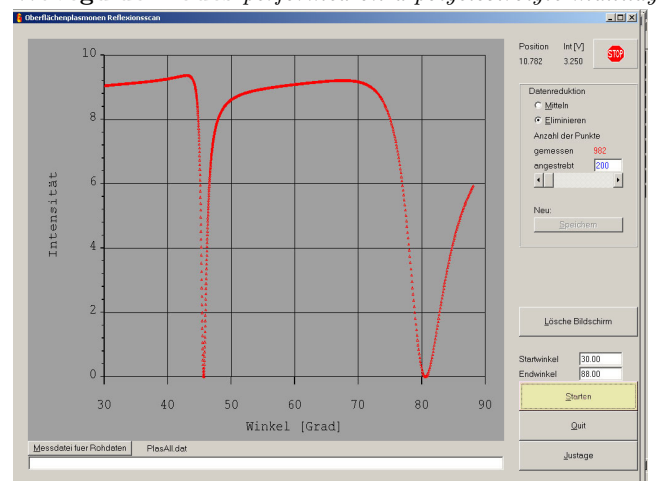 Oberflächenplasmonen Reflexionsscan
Position Int [V]
10.782 3.250
STOP
Datenreduktion
Mitteln
Eliminieren
Anzahl der Punkte
gemessen 982
angestrebt 200
Neu:
Speichern
Lösche Bildschirm
Startwinkel 30.00
Endwinkel 88.00
Starten
Quit
Justage
Intensität
10
8
6
4
2
0
30 40 50 60 70 80 90
Winkel [Grad]
Messdatei fuer Rohdaten PlasAll.dat